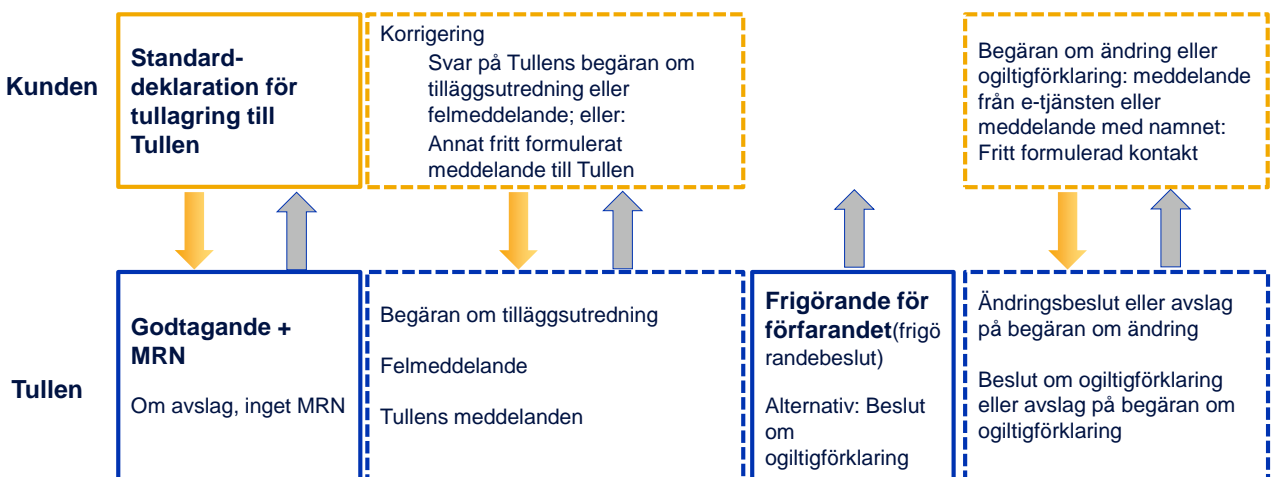 Kunden
Standard-
deklaration för
tullagring till
Tullen
Korrigering
Svar på Tullens begäran om
tilläggsutredning eller
felmeddelande; eller:
Annat fritt formulerat
meddelande till Tullen
Begäran om ändring eller
ogiltigförklaring: meddelande
från e-tjänsten eller
meddelande med namnet:
Fritt formulerad kontakt
Tullen
Godtagande +
MRN
Om avslag, inget MRN
Begäran om tilläggsutredning
Felmeddelande
Tullens meddelanden
Frigörande för
förfarandet(frigö
randebeslut)
Alternativ: Beslut
om
ogiltigförklaring
Ändringsbeslut eller avslag
på begäran om ändring
Beslut om ogiltigförklaring
eller avslag på begäran om
ogiltigförklaring